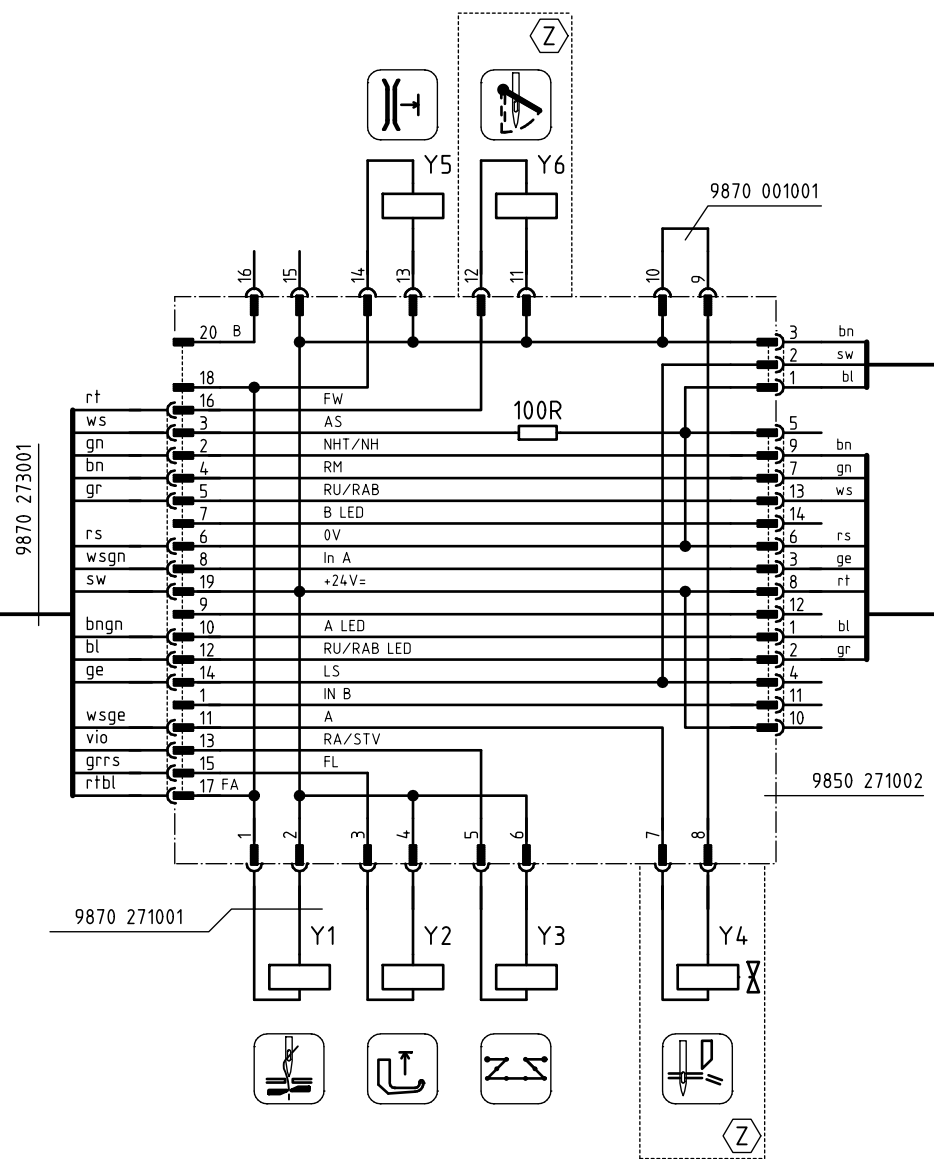 Z
Y5
Y6
9870 001001
16
15
14
13
12
11
10
9
20 B
3 bn
2 sw
18
1 bl
rt 16 FW
ws 3 AS 100R 5
gn 2 NHT/NH 9 bn
bn 4 RM 7 gn
gr 5 RU/RAB 13 ws
9870 273001
7 B LED 14
rs 6 0V 6 rs
wsgn 8 In A 3 ge
sw 19 +24V= 8 rt
9 12
bngn 10 A LED 1 bl
bl 12 RU/RAB LED 2 gr
ge 14 LS 4
1 IN B 11
wsge 11 A 10
vio 13 RA/STV
grrs 15 FL
rtbl 17 FA
9850 271002
1
2
3
4
5
6
7
8
9870 271001
Y1
Y2
Y3
Y4
Z